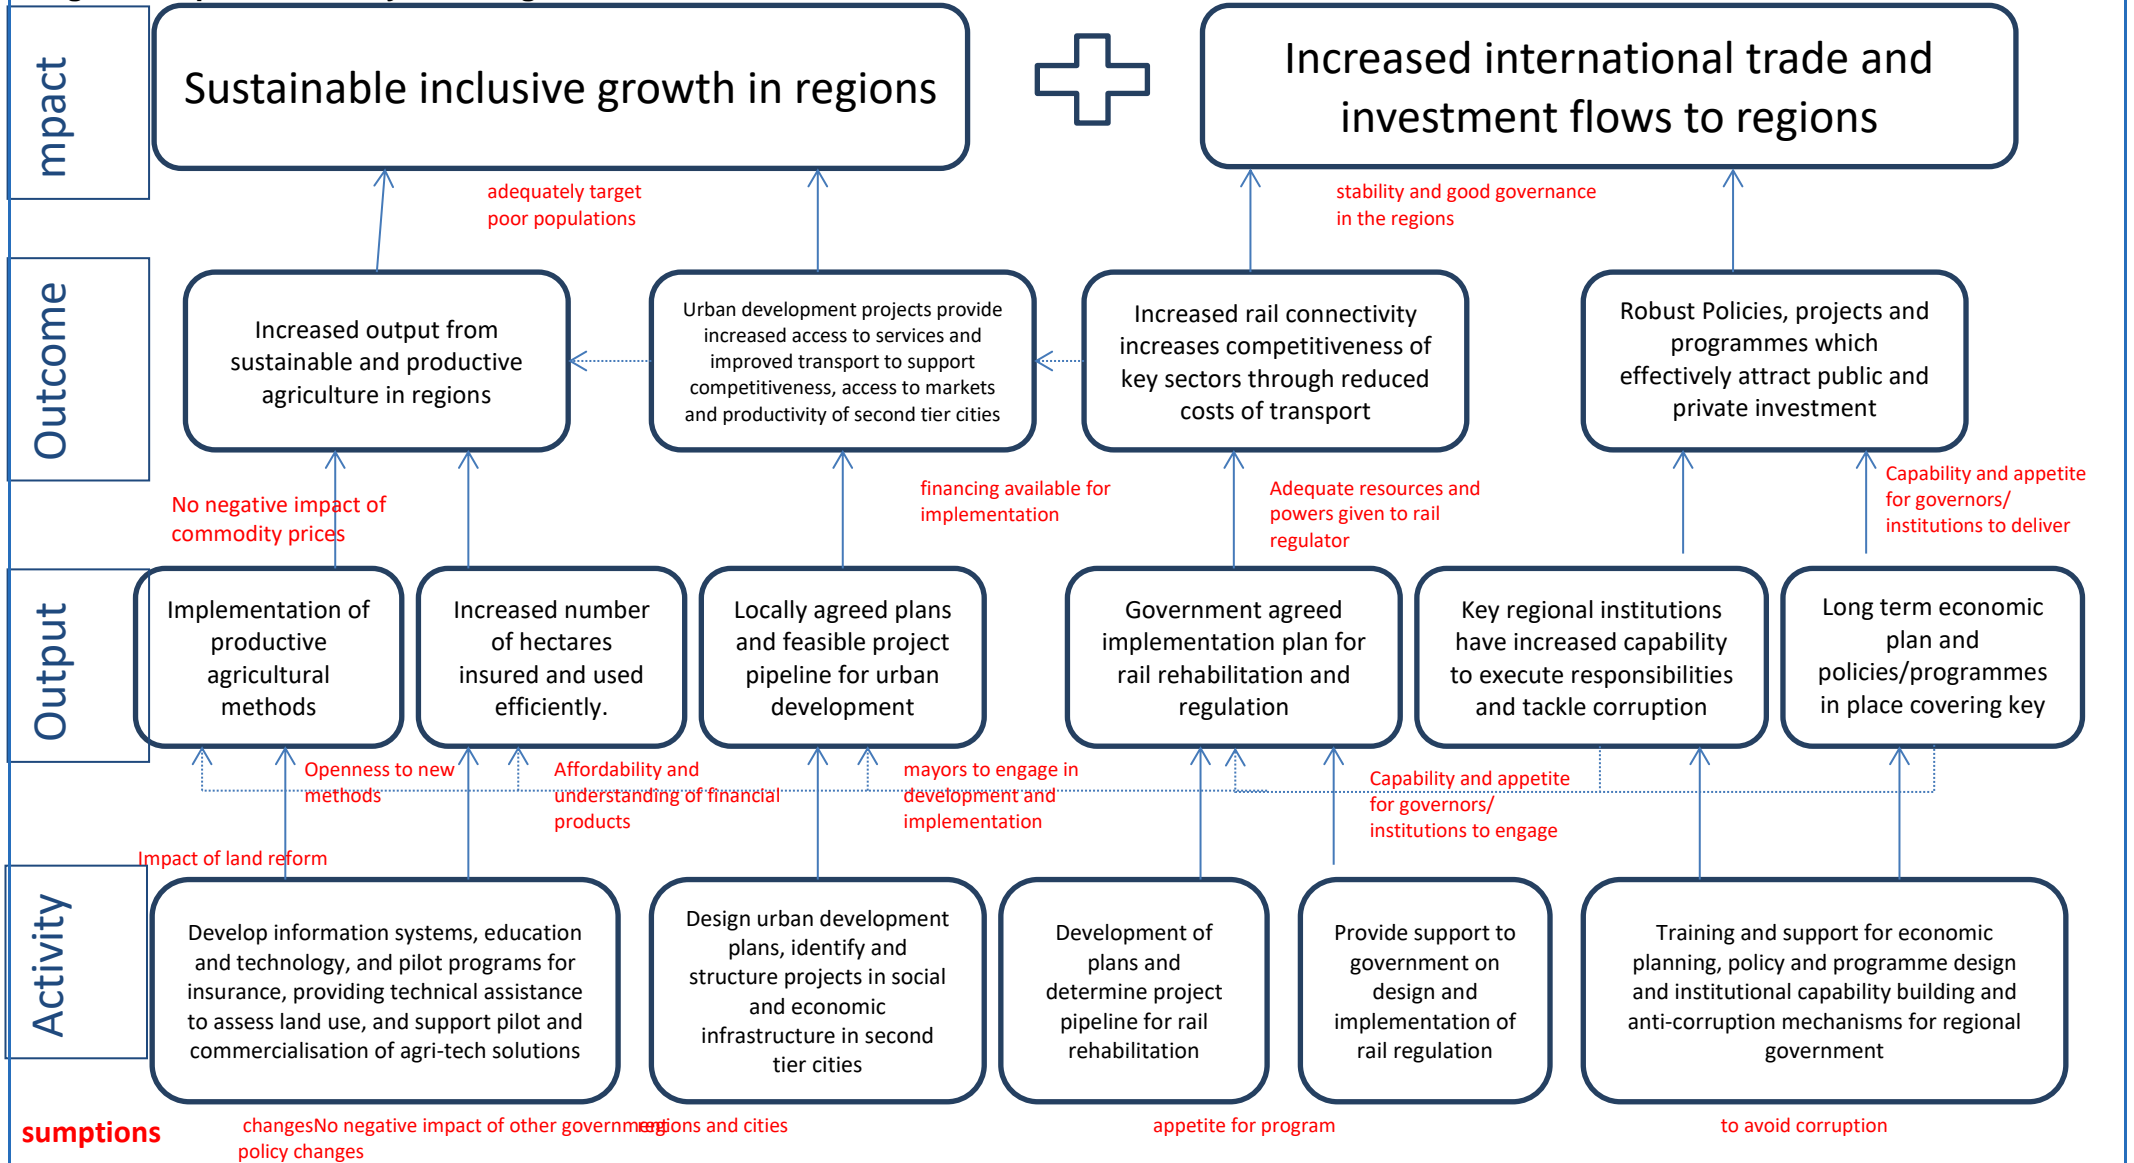 mpact
Sustainable inclusive growth in regions
Increased international trade and
investment flows to regions
adequately target
poor populations
stability and good governance
in the regions
Outcome
Increased output from
sustainable and productive
agriculture in regions
Urban development projects provide
increased access to services and
improved transport to support
competitiveness, access to markets
and productivity of second tier cities
Increased rail connectivity
increases competitiveness of
key sectors through reduced
costs of transport
Robust Policies, projects and
programmes which
effectively attract public and
private investment
No negative impact of
commodity prices
financing available for
implementation
Adequate resources and
powers given to rail
regulator
Capability and appetite
for governors/
institutions to deliver
Output
Implementation of
productive
agricultural
methods
Increased number
of hectares
insured and used
efficiently.
Locally agreed plans
and feasible project
pipeline for urban
development
Government agreed
implementation plan for
rail rehabilitation and
regulation
Key regional institutions
have increased capability
to execute responsibilities
and tackle corruption
Long term economic
plan and
policies/programmes
in place covering key
Openness to new
methods
Affordability and
understanding of financial
products
mayors to engage in
development and
implementation
Capability and appetite
for governors/
institutions to engage
Impact of land reform
Activity
Develop information systems, education
and technology, and pilot programs for
insurance, providing technical assistance
to assess land use, and support pilot and
commercialisation of agri-tech solutions
Design urban development
plans, identify and
structure projects in social
and economic
infrastructure in second
tier cities
Development of
plans and
determine project
pipeline for rail
rehabilitation
Provide support to
government on
design and
implementation of
rail regulation
Training and support for economic
planning, policy and programme design
and institutional capability building and
anti-corruption mechanisms for regional
government
sumptions
changesNo negative impact of other government
policy changes
regions and cities
appetite for program
to avoid corruption